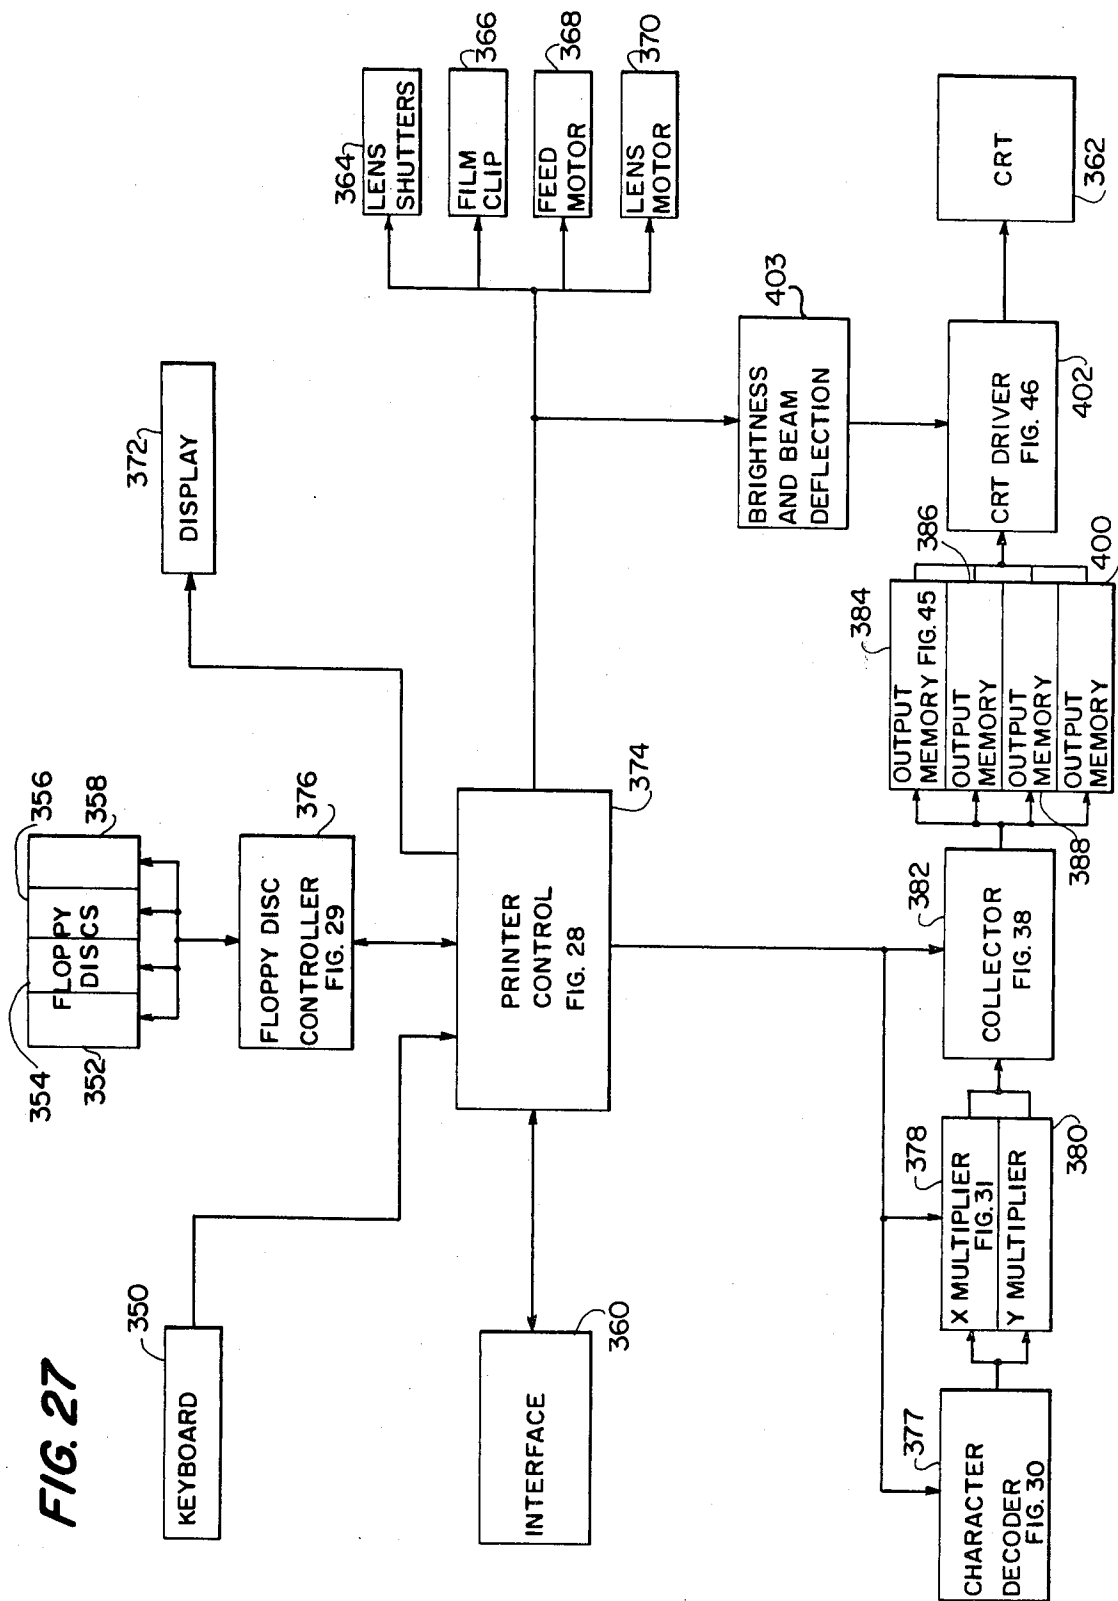 FIG. 27
350
KEYBOARD
354
352
FLOPPY
DISCS
356
358
FLOPPY DISC
CONTROLLER
FIG. 29
376
372
DISPLAY
364
LENS
SHUTTERS
366
FILM
CLIP
368
FEED
MOTOR
370
LENS
MOTOR
INTERFACE
360
PRINTER
CONTROL
FIG. 28
374
403
BRIGHTNESS
AND BEAM
DEFLECTION
377
CHARACTER
DECODER
FIG. 30
378
X MULTIPLIER
FIG. 31
Y MULTIPLIER
380
382
COLLECTOR
FIG. 38
384
OUTPUT
MEMORY FIG. 45
386
OUTPUT
MEMORY
OUTPUT
MEMORY
388
OUTPUT
MEMORY
400
CRT DRIVER
FIG. 46
402
CRT
362